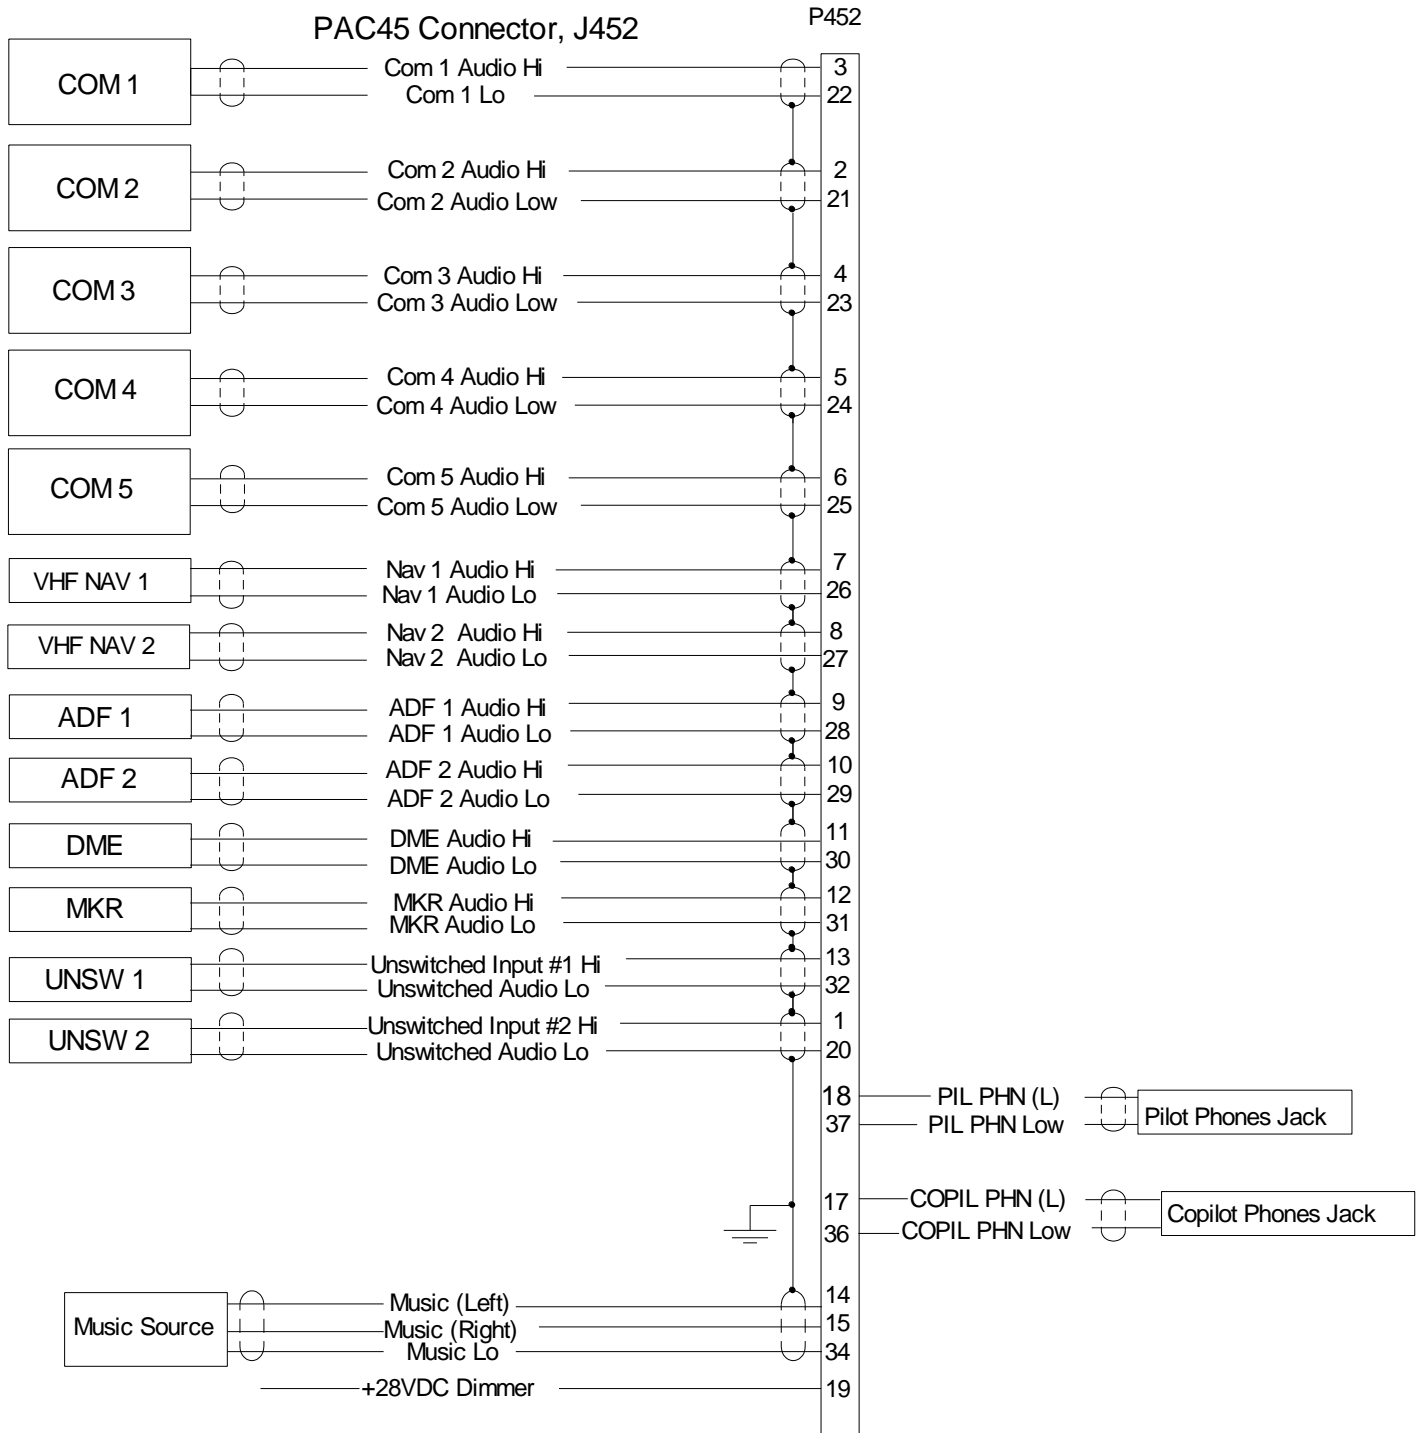 PAC45 Connector, J452
P452
COM 1
Com 1 Audio Hi
3
Com 1 Lo
22
COM 2
Com 2 Audio Hi
2
Com 2 Audio Low
21
COM 3
Com 3 Audio Hi
4
Com 3 Audio Low
23
COM 4
Com 4 Audio Hi
5
Com 4 Audio Low
24
COM 5
Com 5 Audio Hi
6
Com 5 Audio Low
25
VHF NAV 1
Nav 1 Audio Hi
7
Nav 1 Audio Lo
26
VHF NAV 2
Nav 2 Audio Hi
8
Nav 2 Audio Lo
27
ADF 1
ADF 1 Audio Hi
9
ADF 1 Audio Lo
28
ADF 2
ADF 2 Audio Hi
10
ADF 2 Audio Lo
29
DME
DME Audio Hi
11
DME Audio Lo
30
MKR
MKR Audio Hi
12
MKR Audio Lo
31
UNSW 1
Unswitched Input #1 Hi
13
Unswitched Audio Lo
32
UNSW 2
Unswitched Input #2 Hi
1
Unswitched Audio Lo
20
18
PIL PHN (L)
37
PIL PHN Low
Pilot Phones Jack
17
COPIL PHN (L)
36
COPIL PHN Low
Copilot Phones Jack
Music Source
Music (Left)
14
Music (Right)
15
Music Lo
34
+28VDC Dimmer
19